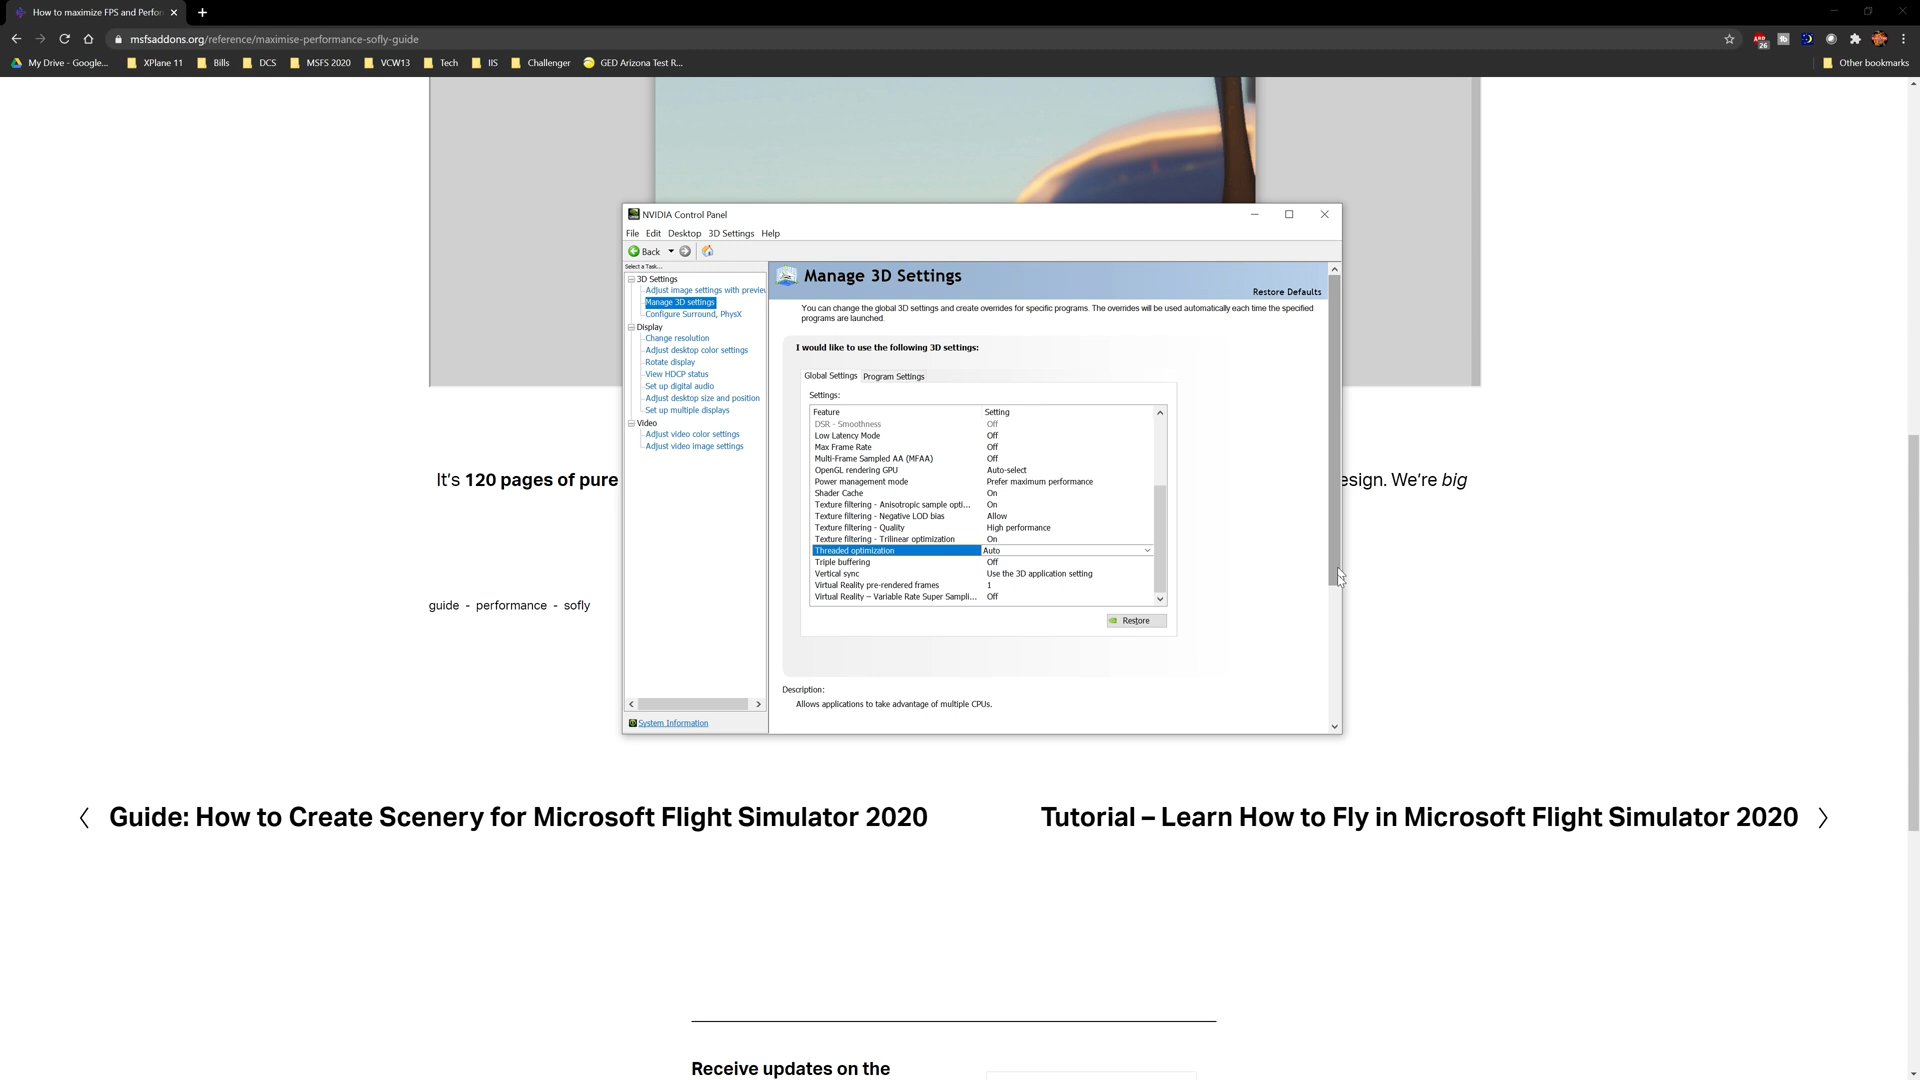 How to maximize FPS and Perfor
msfsaddons.org/reference/maximise-performance-sofly-guide
26
My Drive - Google... XPlane 11 Bills DCS MSFS 2020 VCW13 Tech IIS Challenger GED Arizona Test R... Other bookmarks
NVIDIA Control Panel
File Edit Desktop 3D Settings Help
Back
Select a Task...
3D Settings
Adjust image settings with preview
Manage 3D settings
Configure Surround, PhysX
Display
Change resolution
Adjust desktop color settings
Rotate display
View HDCP status
Set up digital audio
Adjust desktop size and position
Set up multiple displays
Video
Adjust video color settings
Adjust video image settings
System Information
Manage 3D Settings
Restore Defaults
You can change the global 3D settings and create overrides for specific programs. The overrides will be used automatically each time the specified
programs are launched.
I would like to use the following 3D settings:
Global Settings Program Settings
Settings:
Feature Setting
DSR - Smoothness Off
Low Latency Mode Off
Max Frame Rate Off
Multi-Frame Sampled AA (MFAA) Off
OpenGL rendering GPU Auto-select
Power management mode Prefer maximum performance
Shader Cache On
Texture filtering - Anisotropic sample opti... On
Texture filtering - Negative LOD bias Allow
Texture filtering - Quality High performance
Texture filtering - Trilinear optimization On
Threaded optimization Auto
Triple buffering Off
Vertical sync Use the 3D application setting
Virtual Reality pre-rendered frames 1
Virtual Reality – Variable Rate Super Sampli... Off
Restore
Description:
Allows applications to take advantage of multiple CPUs.
It's 120 pages of pure esign. We're big
guide - performance - sofly
Guide: How to Create Scenery for Microsoft Flight Simulator 2020
Tutorial – Learn How to Fly in Microsoft Flight Simulator 2020
Receive updates on the